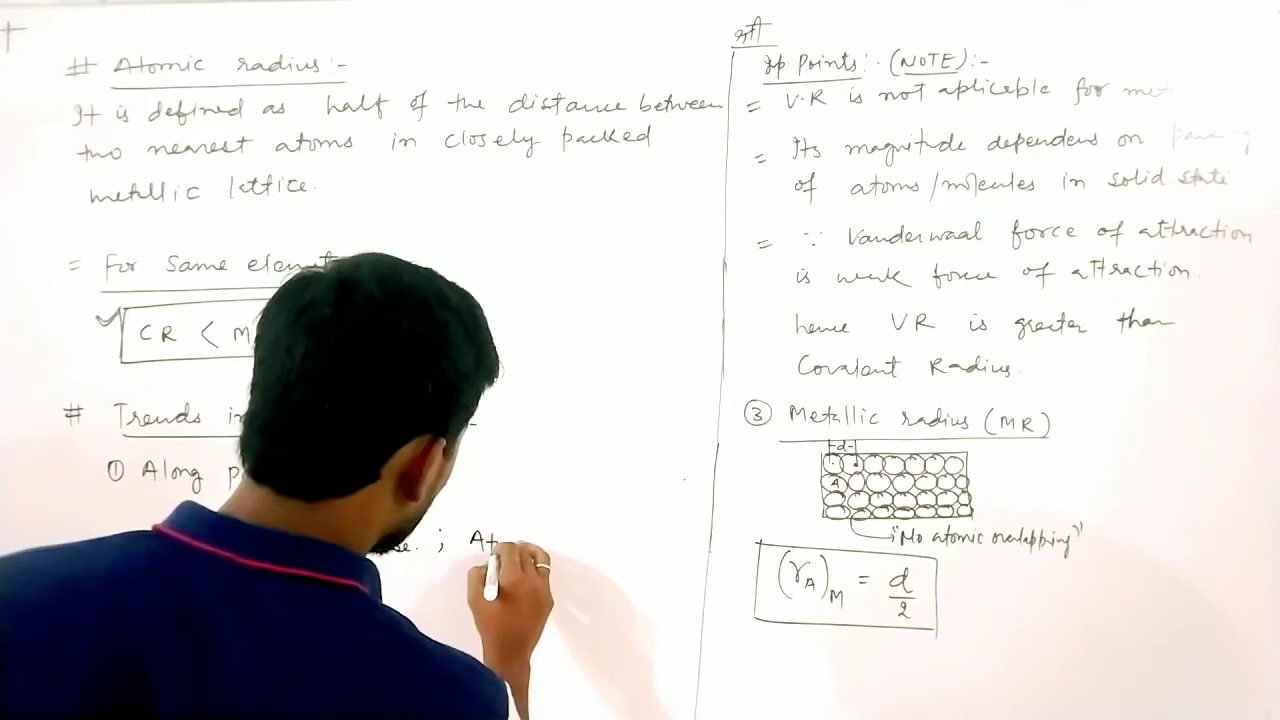 # Atomic radius:-
It is defined as half of the distance between
two nearest atoms in closely packed
metallic lattice.
= For Same
CR < M
# Trends in
① Along
; At
Ip Points:- (NOTE):-
= V.R is not apliceble for met
= Its magnitude dependens on
of atoms/molecules in solid state
= ∵ Vanderwaal force of attraction
is weak force of attraction.
hence VR is greater than
Covalent Radius.
③ Metallic radius (MR)
d
A
"No atomic overlapping"
(rA)M = d/2